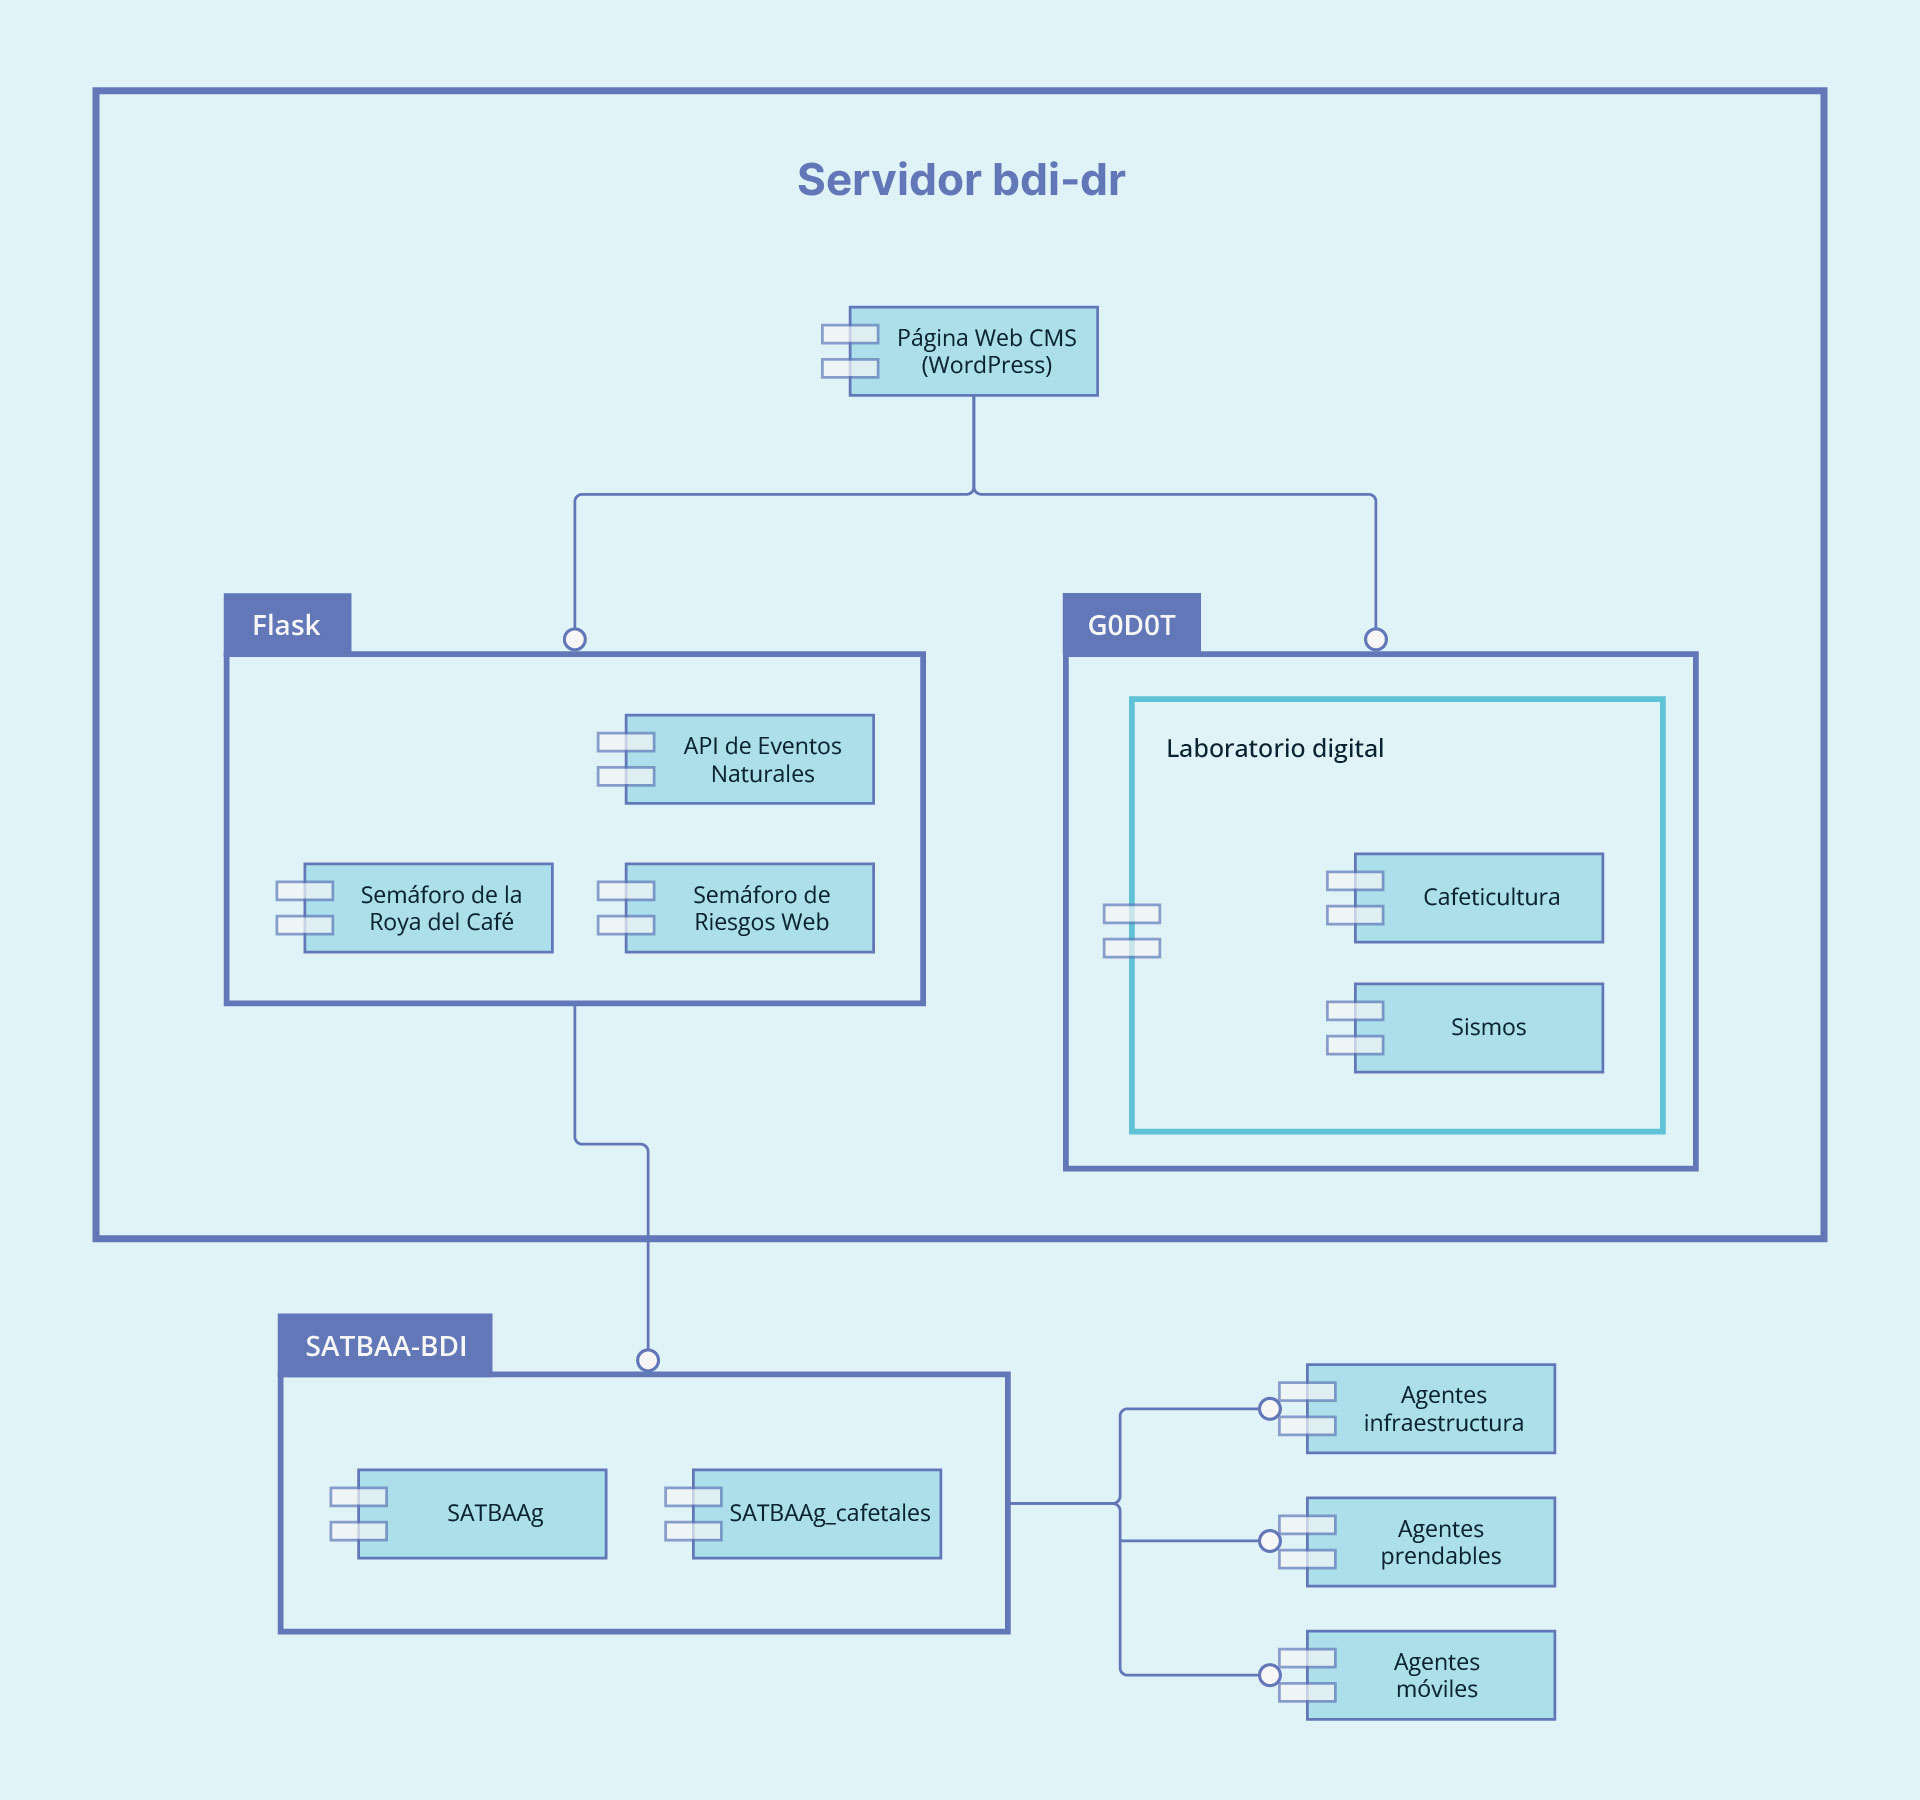 Servidor bdi-dr
Página Web CMS
(WordPress)
Flask
API de Eventos
Naturales
Semáforo de la
Roya del Café
Semáforo de
Riesgos Web
G0D0T
Laboratorio digital
Cafeticultura
Sismos
SATBAA-BDI
SATBAAg
SATBAAg_cafetales
Agentes
infraestructura
Agentes
prendables
Agentes
móviles